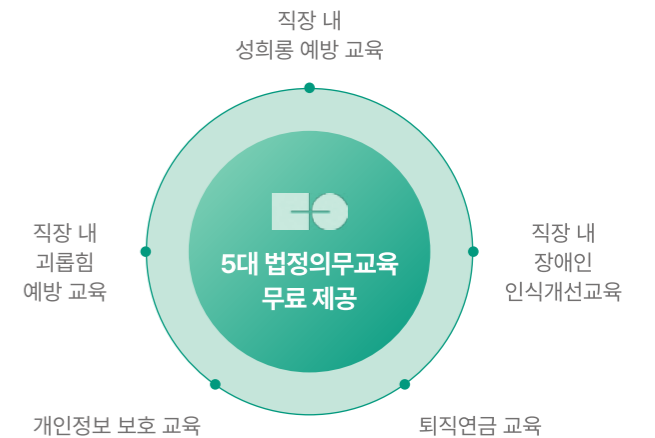 직장 내
성희롱 예방 교육
직장 내
괴롭힘
예방 교육
5대 법정의무교육
무료 제공
직장 내
장애인
인식개선교육
개인정보 보호 교육
퇴직연금 교육